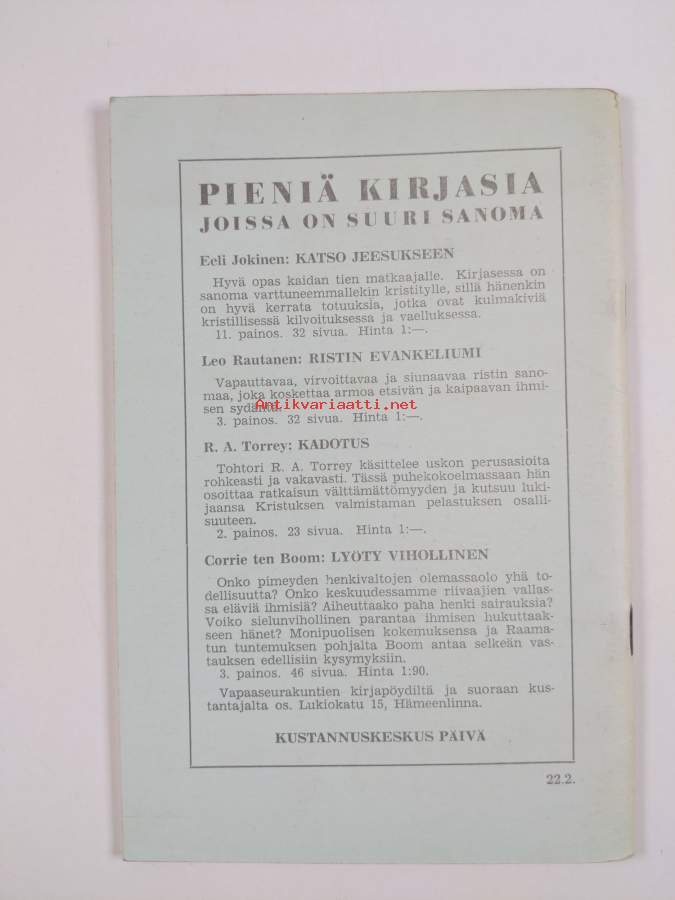 PIENIÄ KIRJASIA
JOISSA ON SUURI SANOMA
Eeli Jokinen: KATSO JEESUKSEEN
Hyvä opas kaidan tien matkaajalle. Kirjasessa on
sanoma varttuneemmallekin kristitylle, sillä hänenkin
on hyvä kerrata totuuksia, jotka ovat kulmakiviä
kristillisessä kilvoituksessa ja vaelluksessa.
11. painos. 32 sivua. Hinta 1:—.
Leo Rautanen: RISTIN EVANKELIUMI
Vapauttavaa, virvoittavaa ja siunaavaa ristin sano-
maa, joka koskettaa armoa etsivän ja kaipaavan ihmi-
sen sydäntä.
Antikvariaatti.net
3. painos. 32 sivua. Hinta 1:—.
R. A. Torrey: KADOTUS
Tohtori R. A. Torrey käsittelee uskon perusasioita
rohkeasti ja vakavasti. Tässä puhekokoelmassaan hän
osoittaa ratkaisun välttämättömyyden ja kutsuu luki-
jaansa Kristuksen valmistaman pelastuksen osalli-
suuteen.
2. painos. 23 sivua. Hinta 1:—.
Corrie ten Boom: LYÖTY VIHOLLINEN
Onko pimeyden henkivaltojen olemassaolo yhä to-
dellisuutta? Onko keskuudessamme riivaajien vallas-
sa eläviä ihmisiä? Aiheuttaako paha henki sairauksia?
Voiko sielunvihollinen parantaa ihmisen hukuttaak-
seen hänet? Monipuolisen kokemuksensa ja Raama-
tun tuntemuksen pohjalta Boom antaa selkeän vas-
tauksen edellisiin kysymyksiin.
3. painos. 46 sivua. Hinta 1:90.
Vapaaseurakuntien kirjapöydiltä ja suoraan kus-
tantajalta os. Lukiokatu 15, Hämeenlinna.
KUSTANNUSKESKUS PÄIVÄ
22.2.